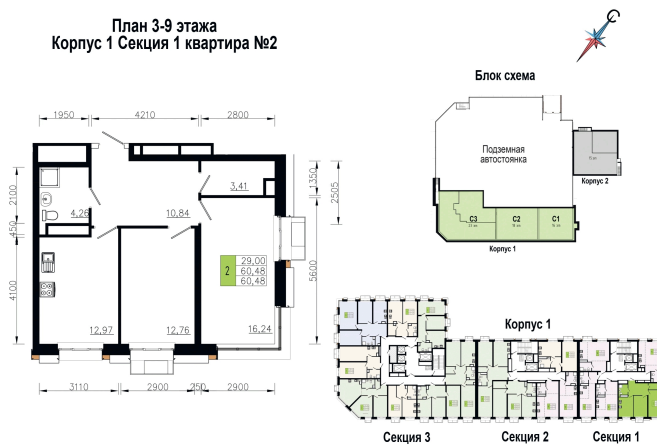 План 3-9 этажа
Корпус 1 Секция 1 квартира №2
С
Блок схема
Подземная
автостоянка
Корпус 2
С3
С2
С1
Корпус 1
1950
4210
2800
2100
450
4100
1350
2505
5600
4.26
10.84
3.41
2
29,00
60,48
60,48
12,97
12,76
16,24
3110
2900
250
2900
Корпус 1
Секция 3
Секция 2
Секция 1